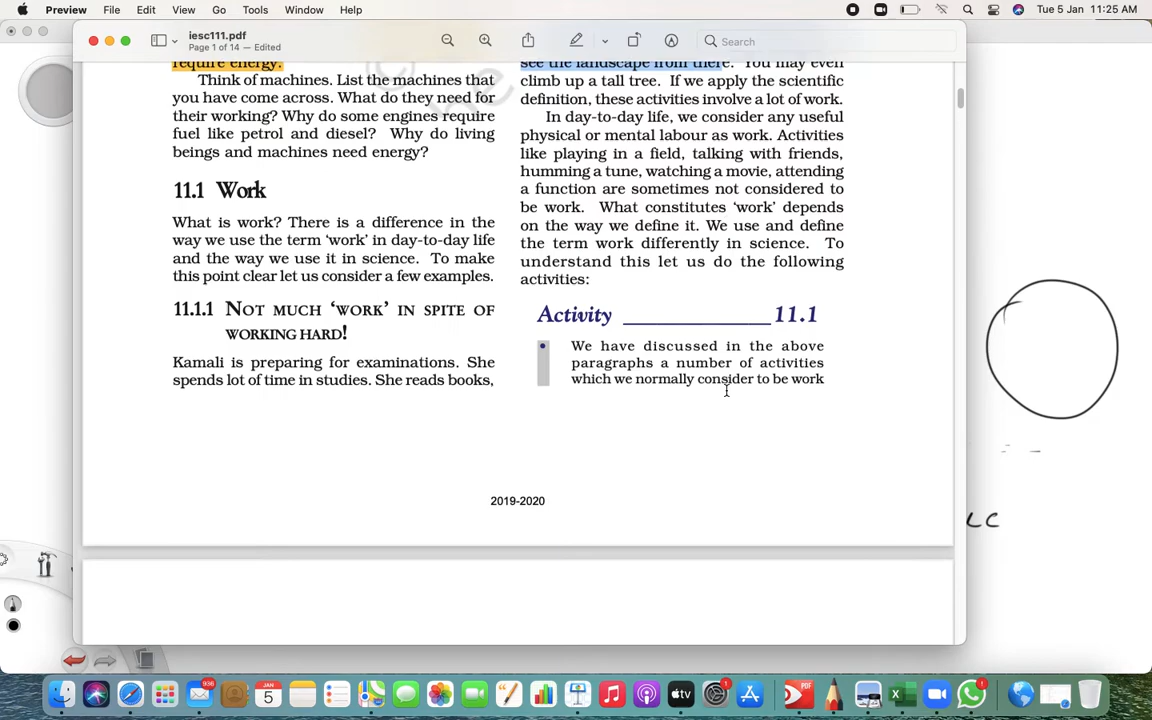 Preview File Edit View Go Tools Window Help Tue 5 Jan 11:25 AM
iesc111.pdf
Page 1 of 14 — Edited
Search
require energy.
Think of machines. List the machines that
you have come across. What do they need for
their working? Why do some engines require
fuel like petrol and diesel? Why do living
beings and machines need energy?
11.1 Work
What is work? There is a difference in the
way we use the term ‘work’ in day-to-day life
and the way we use it in science. To make
this point clear let us consider a few examples.
11.1.1 NOT MUCH ‘WORK’ IN SPITE OF
WORKING HARD!
Kamali is preparing for examinations. She
spends lot of time in studies. She reads books,
see the landscape from there. You may even
climb up a tall tree. If we apply the scientific
definition, these activities involve a lot of work.
In day-to-day life, we consider any useful
physical or mental labour as work. Activities
like playing in a field, talking with friends,
humming a tune, watching a movie, attending
a function are sometimes not considered to
be work. What constitutes ‘work’ depends
on the way we define it. We use and define
the term work differently in science. To
understand this let us do the following
activities:
Activity ______________ 11.1
• We have discussed in the above
paragraphs a number of activities
which we normally consider to be work
2019-2020
936
5
tv
1